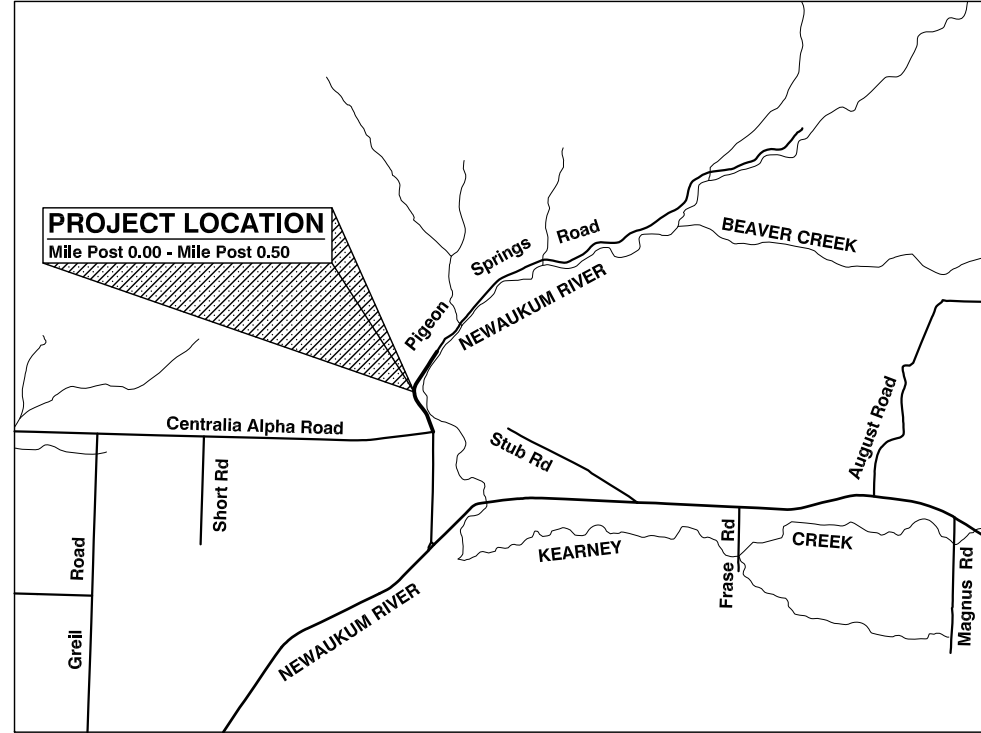 PROJECT LOCATION
Mile Post 0.00 - Mile Post 0.50
Pigeon Springs Road
NEWAUKUM RIVER
BEAVER CREEK
Centralia Alpha Road
Short Rd
Stub Rd
August Road
Greil Road
NEWAUKUM RIVER
KEARNEY CREEK
Frase Rd
Magnus Rd